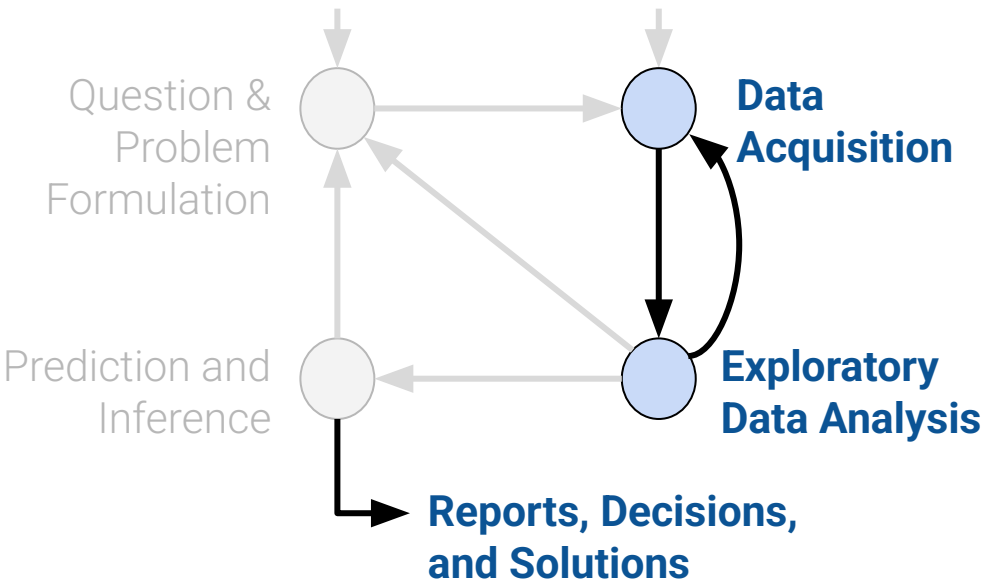 Question &
Problem
Formulation
Data
Acquisition
Prediction and
Inference
Exploratory
Data Analysis
Reports, Decisions,
and Solutions